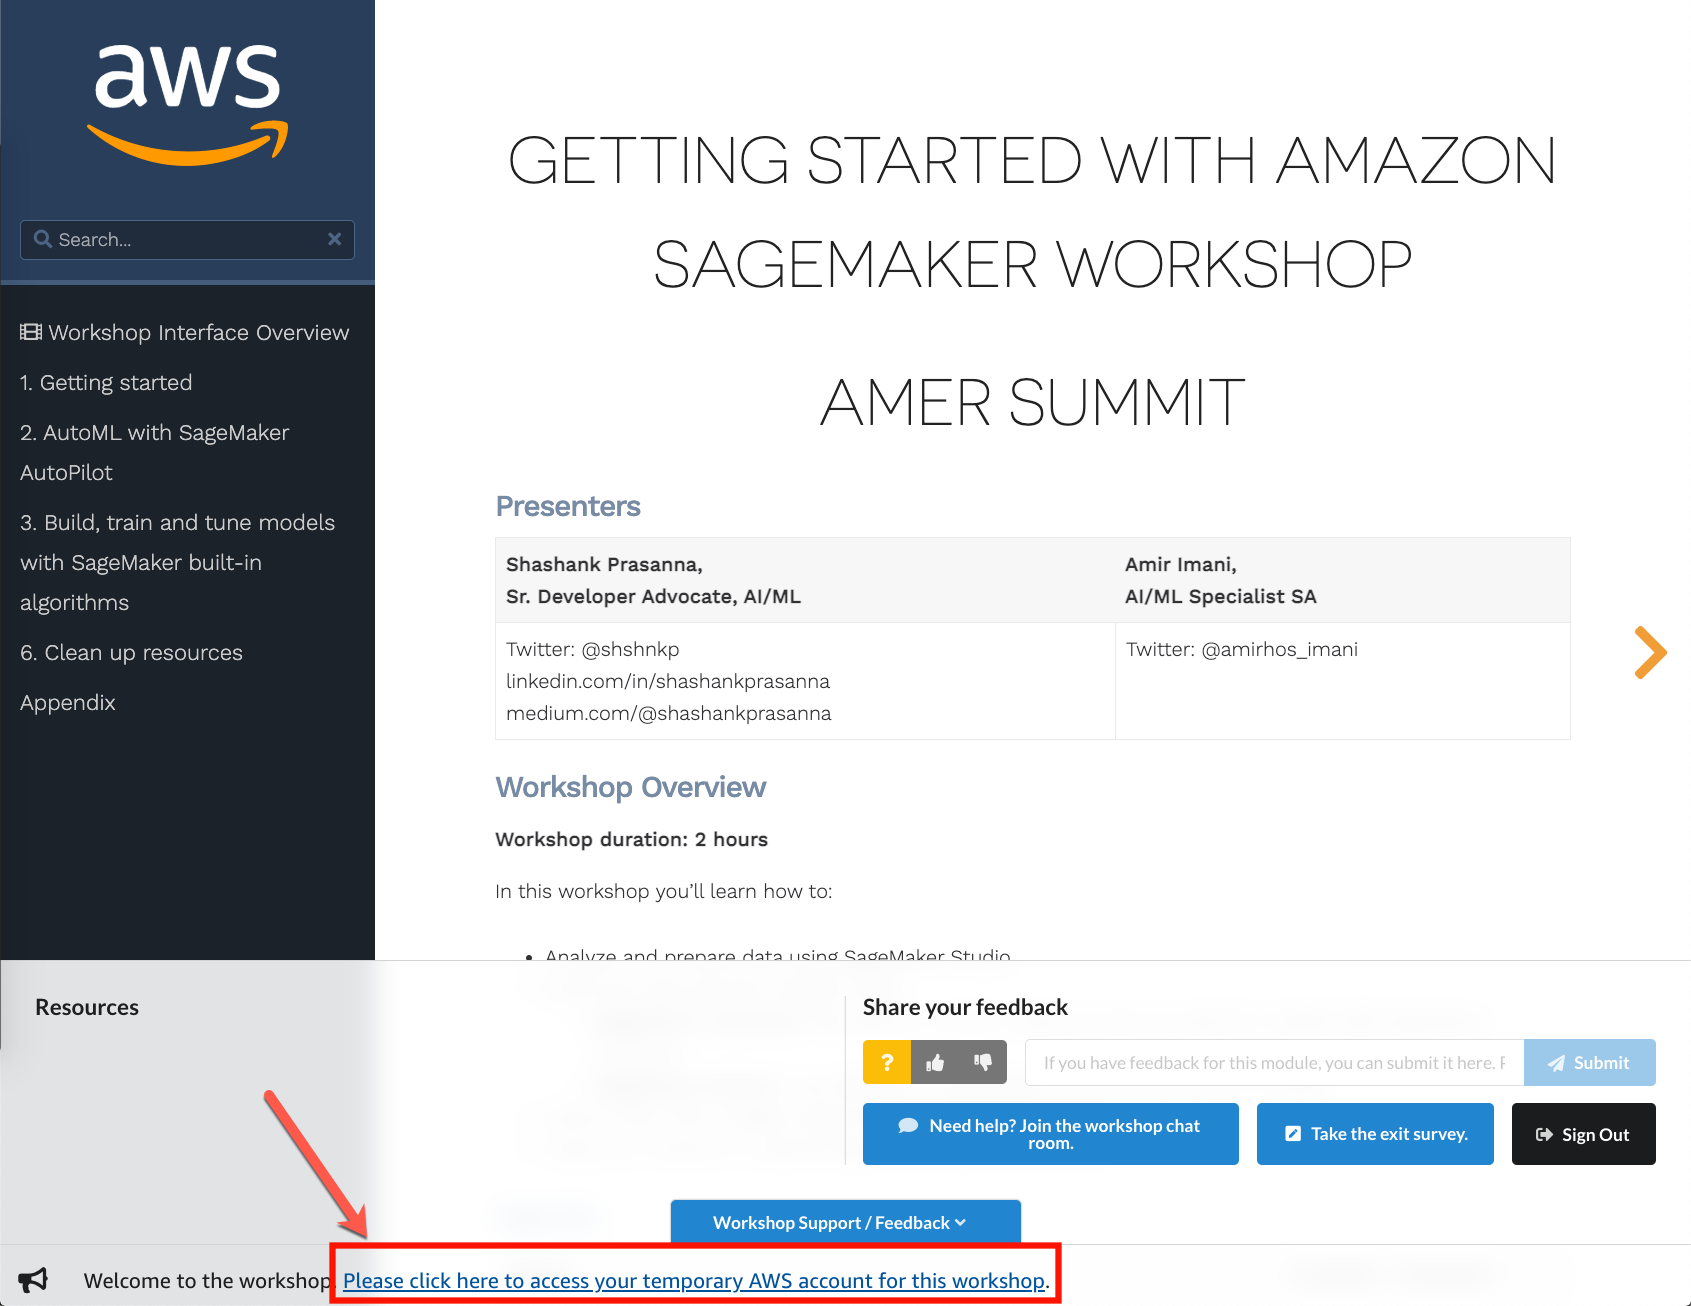 aws
Search...
Workshop Interface Overview
1. Getting started
2. AutoML with SageMaker
AutoPilot
3. Build, train and tune models
with SageMaker built-in
algorithms
6. Clean up resources
Appendix
GETTING STARTED WITH AMAZON
SAGEMAKER WORKSHOP
AMER SUMMIT
Presenters
Shashank Prasanna,
Sr. Developer Advocate, AI/ML
Amir Imani,
AI/ML Specialist SA
Twitter: @shshnkp
linkedin.com/in/shashankprasanna
medium.com/@shashankprasanna
Twitter: @amirhos_imani
Workshop Overview
Workshop duration: 2 hours
In this workshop you'll learn how to:
• Analyze and prepare data using SageMaker Studio
Resources
Share your feedback
?
If you have feedback for this module, you can submit it here. F
Submit
Need help? Join the workshop chat
room.
Take the exit survey.
Sign Out
Workshop Support / Feedback
Welcome to the workshop. Please click here to access your temporary AWS account for this workshop.